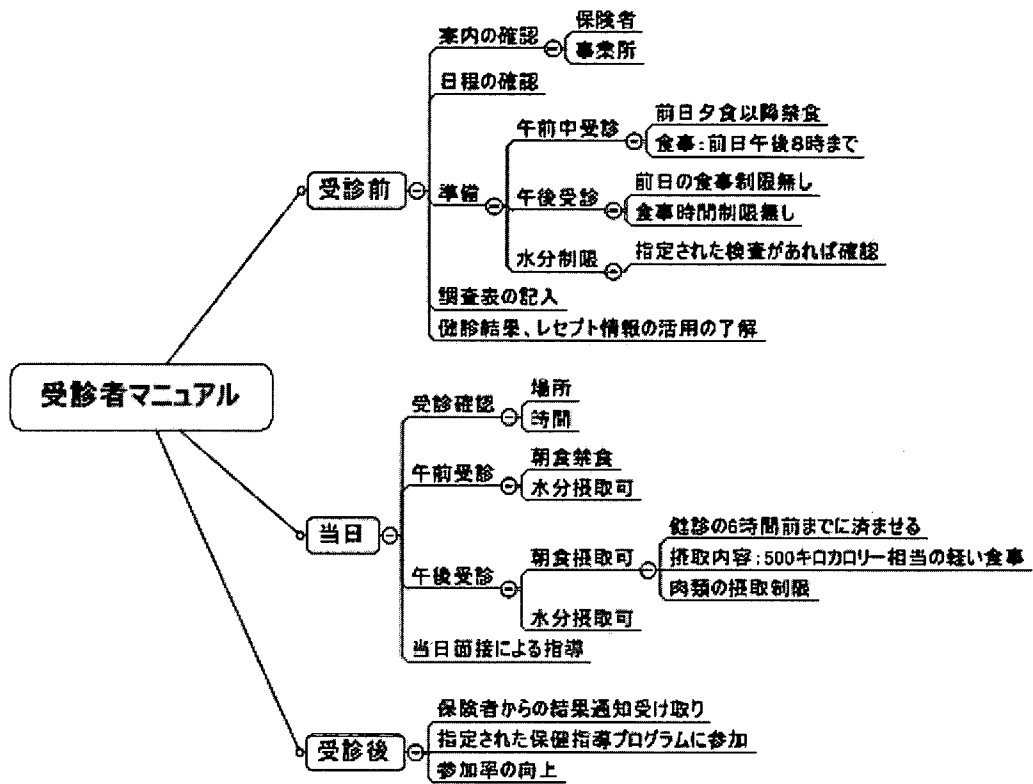 受診者マニュアル
受診前
案内の確認
保険者
事業所
日程の確認
準備
午前中受診
前日夕食以降禁食
食事：前日午後8時まで
午後受診
前日の食事制限無し
食事時間制限無し
水分制限
指定された検査があれば確認
調査表の記入
健診結果、レセプト情報の活用の了解
当日
受診確認
場所
時間
午前受診
朝食禁食
水分摂取可
午後受診
朝食摂取可
健診の6時間前までに済ませる
摂取内容；500キロカロリー相当の軽い食事
肉類の摂取制限
水分摂取可
当日面接による指導
受診後
保険者からの結果通知受け取り
指定された保健指導プログラムに参加
参加率の向上